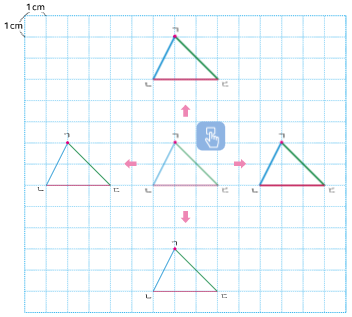 1cm
1cm
ㄱ
ㄴ ㄷ
ㄱ ㄱ ㄱ
ㄴ ㄷ ㄴ ㄷ ㄴ ㄷ
ㄱ
ㄴ ㄷ